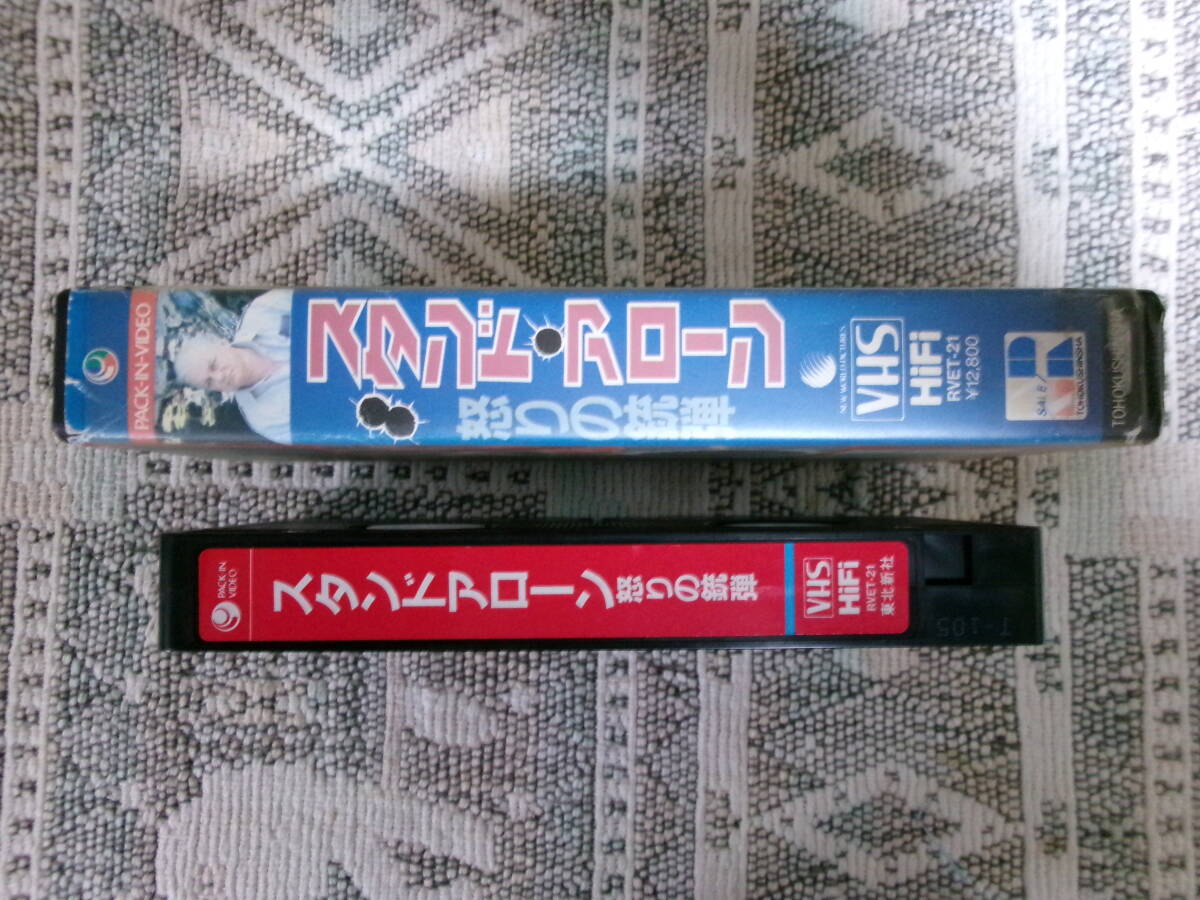 PACK-IN-VIDEO
スタンド・アローン
怒りの銃弾
NEW WORLD PICTURES
VHS
HiFi
RVET-21
¥12,800
R
SALE/
TOHOKUSHINSHA
PACK IN
VIDEO
スタンドアローン怒りの銃弾
VHS
HiFi
RVET-21
東北新社
T-105